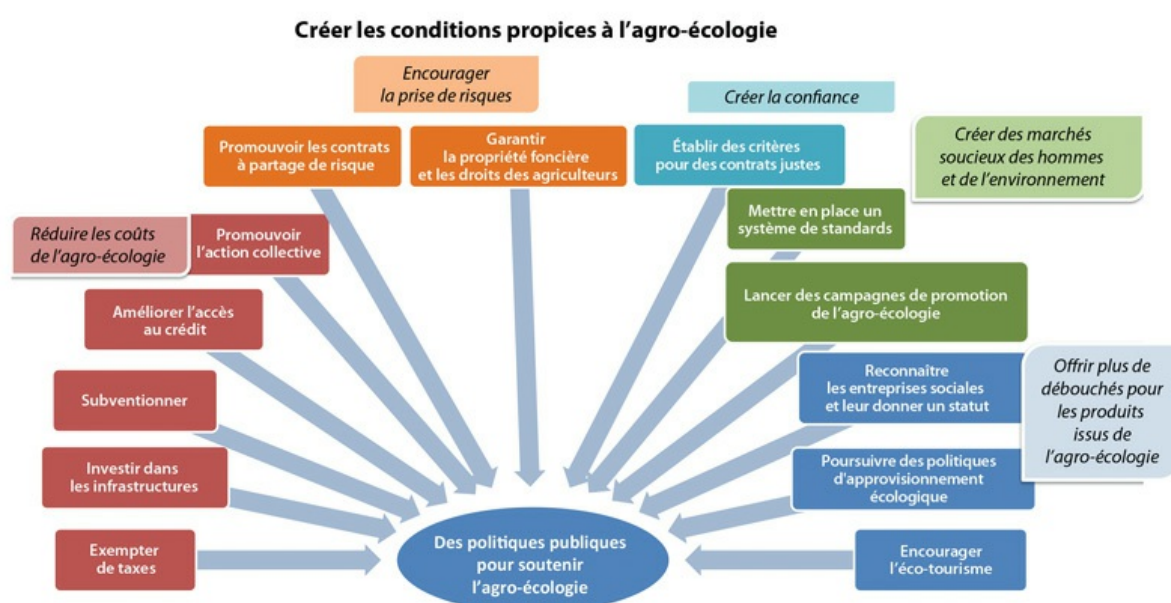 Créer les conditions propices à l'agro-écologie
Encourager
la prise de risques
Créer la confiance
Promouvoir les contrats
à partage de risque
Garantir
la propriété foncière
et les droits des agriculteurs
Établir des critères
pour des contrats justes
Créer des marchés
soucieux des hommes
et de l'environnement
Mettre en place un
système de standards
Réduire les coûts
de l'agro-écologie
Promouvoir
l'action collective
Lancer des campagnes de promotion
de l'agro-écologie
Améliorer l'accès
au crédit
Reconnaître
les entreprises sociales
et leur donner un statut
Offrir plus de
débouchés pour
les produits
issus de
l'agro-écologie
Subventionner
Investir dans
les infrastructures
Poursuivre des politiques
d'approvisionnement
écologique
Exempter
de taxes
Des politiques publiques
pour soutenir
l'agro-écologie
Encourager
l'éco-tourisme